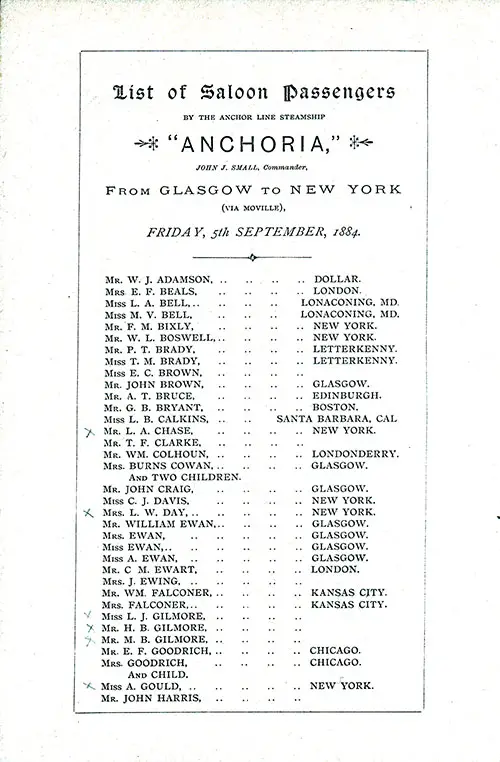 List of Saloon Passengers
BY THE ANCHOR LINE STEAMSHIP
"ANCHORIA,"
JOHN J. SMALL, Commander,
FROM GLASGOW TO NEW YORK
(VIA MOVILLE),
FRIDAY, 5th SEPTEMBER, 1884.
MR. W. J. ADAMSON, .. .. .. .. DOLLAR.
MRS E. F. BEALS, .. .. .. .. LONDON.
MISS L. A. BELL, .. .. .. .. LONACONING, MD.
MISS M. V. BELL, .. .. .. LONACONING, MD.
MR. F. M. BIXLY, .. .. .. .. NEW YORK.
MR. W. L. BOSWELL, .. .. .. .. NEW YORK.
MR. P. T. BRADY, .. .. .. .. LETTERKENNY.
MISS T. M. BRADY, .. .. .. .. LETTERKENNY.
MISS E. C. BROWN, .. .. .. ..
MR. JOHN BROWN, .. .. .. .. GLASGOW.
MR. A. T. BRUCE, .. .. .. .. EDINBURGH.
MR. G. B. BRYANT, .. .. .. .. BOSTON.
MISS L. B. CALKINS, .. .. SANTA BARBARA, CAL
MR. L. A. CHASE, .. .. .. .. NEW YORK.
MR. T. F. CLARKE, .. .. .. ..
MR. WM. COLHOUN, .. .. .. .. LONDONDERRY.
MRS. BURNS COWAN, .. .. .. .. GLASGOW.
AND TWO CHILDREN.
MR. JOHN CRAIG, .. .. .. .. GLASGOW.
MISS C. J. DAVIS, .. .. .. .. NEW YORK.
MRS. L. W. DAY, .. .. .. .. .. NEW YORK.
MR. WILLIAM EWAN, .. .. .. .. GLASGOW.
MRS. EWAN, .. .. .. .. .. GLASGOW.
MISS EWAN, .. .. .. .. .. GLASGOW.
MISS A. EWAN, .. .. .. .. .. GLASGOW.
MR. C M. EWART, .. .. .. .. LONDON.
MRS. J. EWING, .. .. .. .. ..
MR. WM. FALCONER, .. .. .. .. KANSAS CITY.
MRS. FALCONER, .. .. .. .. .. KANSAS CITY.
MISS L. J. GILMORE, .. .. .. ..
MR. H. B. GILMORE, .. .. .. ..
MR. M. B. GILMORE, .. .. .. ..
MR. E. F. GOODRICH, .. .. .. .. CHICAGO.
MRS. GOODRICH, .. .. .. .. CHICAGO.
AND CHILD.
MISS A. GOULD, .. .. .. .. .. NEW YORK.
MR. JOHN HARRIS, .. .. .. ..